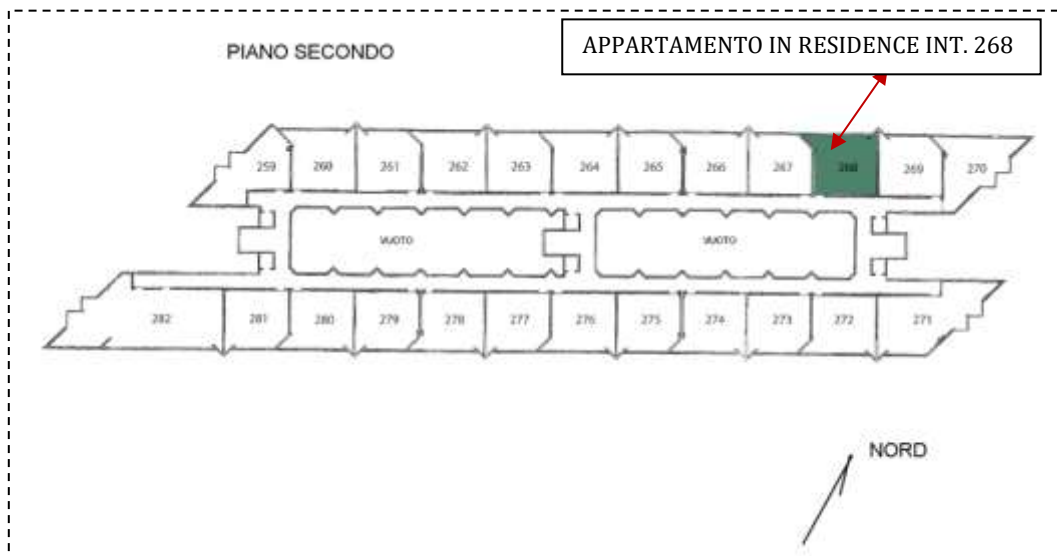 PIANO SECONDO
APPARTAMENTO IN RESIDENCE INT. 268
259 260 261 262 263 264 265 266 267 268 269 270
VUOTO VUOTO
282 281 280 279 278 277 276 275 274 273 272 271
NORD